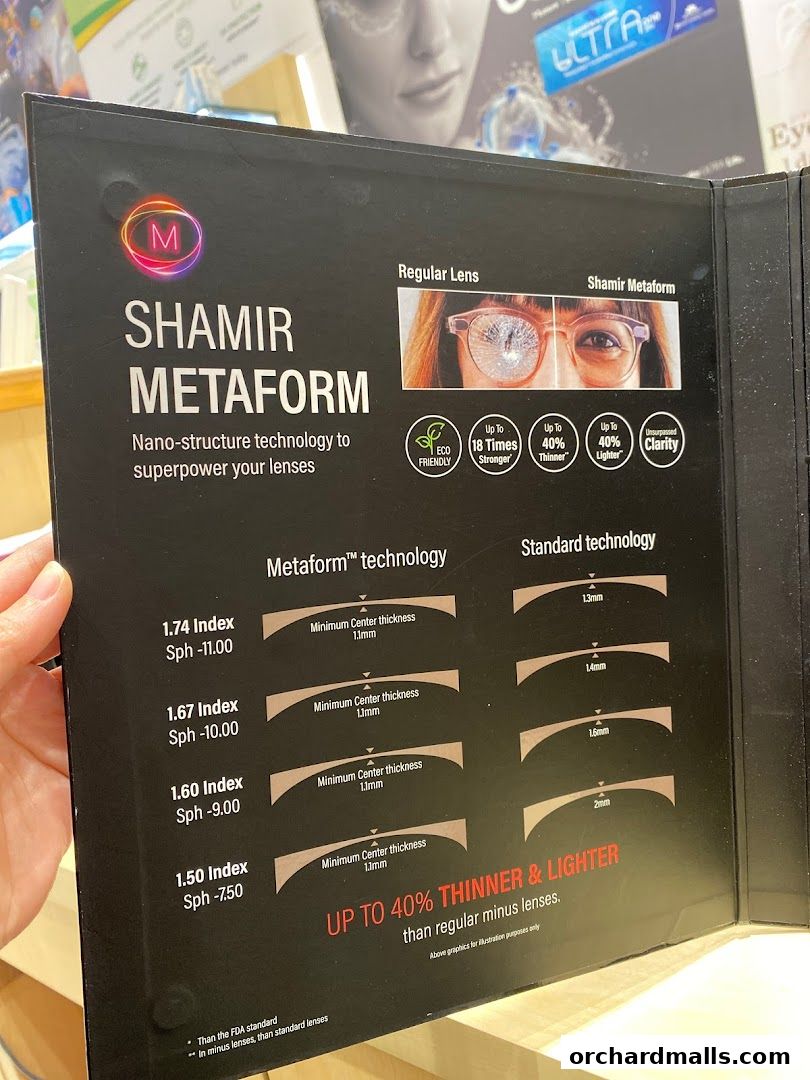 ULTRA
M
SHAMIR
METAFORM
Nano-structure technology to
superpower your lenses
Regular Lens
Shamir Metaform
ECO
FRIENDLY
Up To
18 Times
Stronger*
Up To
40%
Thinner**
Up To
40%
Lighter**
Unsurpassed
Clarity
Metaform™ technology
Standard technology
1.74 Index
Sph -11.00
Minimum Center thickness
1.1mm
1.3mm
1.67 Index
Sph -10.00
Minimum Center thickness
1.1mm
1.4mm
1.60 Index
Sph -9.00
Minimum Center thickness
1.1mm
1.6mm
1.50 Index
Sph -7.50
Minimum Center thickness
1.1mm
2mm
UP TO 40% THINNER & LIGHTER
than regular minus lenses.
Above graphics for illustration purposes only
* Than the FDA standard
** In minus lenses, than standard lenses
orchardmalls.com